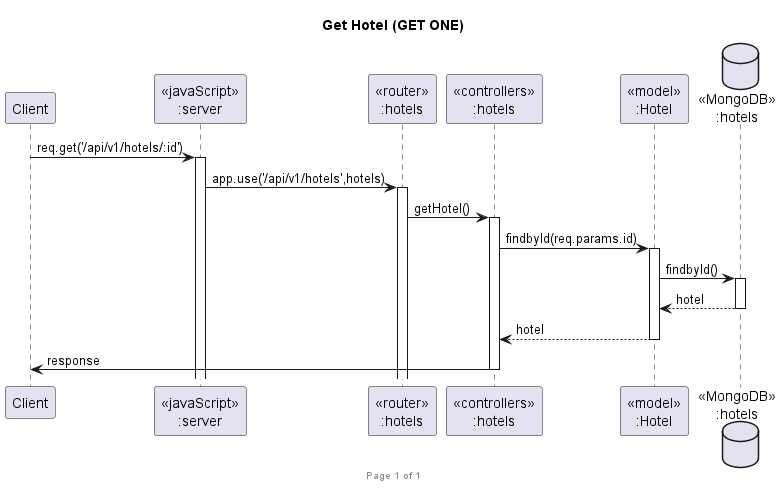 Get Hotel (GET ONE)
Client
«javaScript»
:server
«router»
:hotels
«controllers»
:hotels
«model»
:Hotel
«MongoDB»
:hotels
req.get('/api/v1/hotels/:id')
app.use('/api/v1/hotels',hotels)
getHotel()
findbyId(req.params.id)
findbyId()
hotel
hotel
response
Client
«javaScript»
:server
«router»
:hotels
«controllers»
:hotels
«model»
:Hotel
«MongoDB»
:hotels
Page 1 of 1